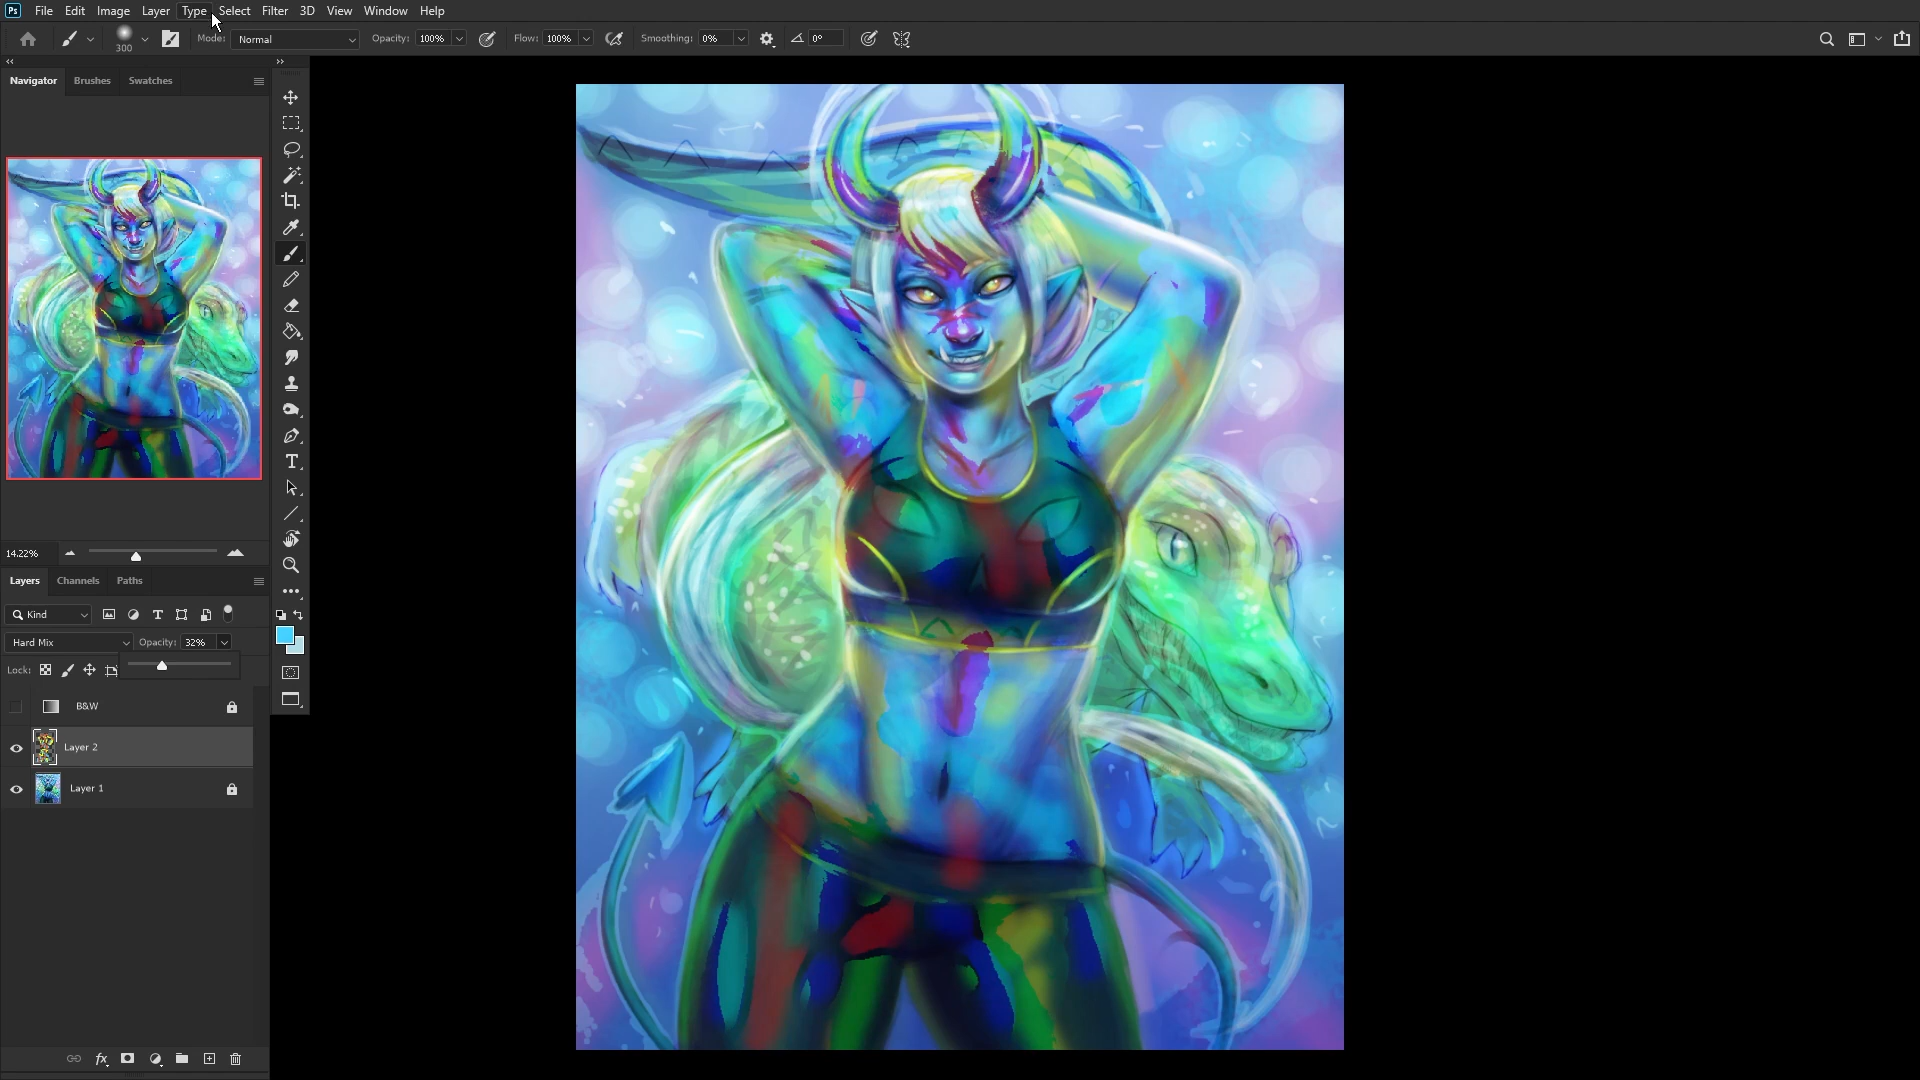 Ps File Edit Image Layer Type Select Filter 3D View Window Help
300 Mode: Normal Opacity: 100% Flow: 100% Smoothing: 0% 0°
Navigator Brushes Swatches
14.22%
Layers Channels Paths
Kind
Hard Mix Opacity: 32%
Lock:
B&W
Layer 2
Layer 1
fx